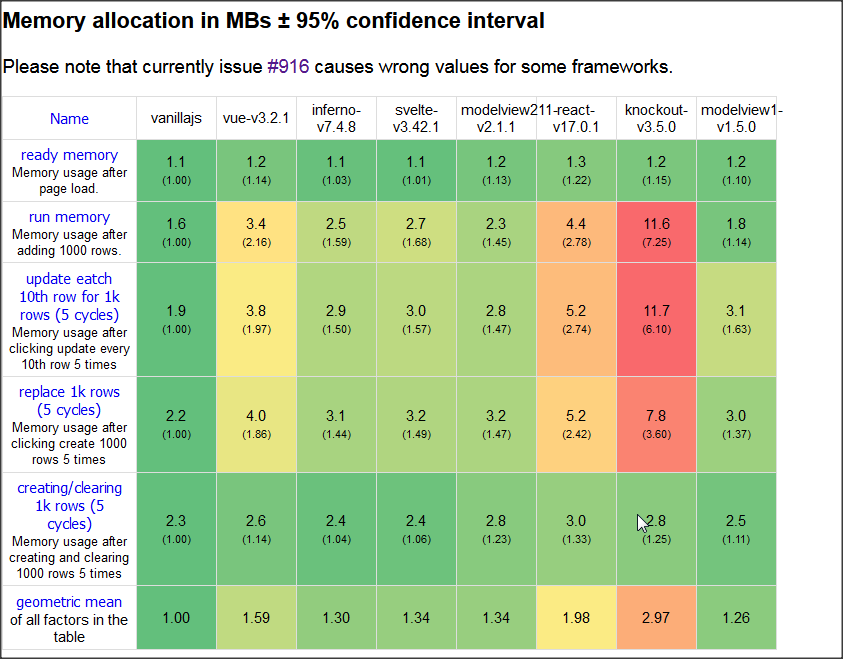 Memory allocation in MBs ± 95% confidence interval
Please note that currently issue #916 causes wrong values for some frameworks.
Name vanillajs vue-v3.2.1 inferno-v7.4.8 svelte-v3.42.1 modelview211-react-v2.1.1 v17.0.1 knockout-v3.5.0 modelview1-v1.5.0
ready memory
Memory usage after
page load.
1.1 1.2 1.1 1.1 1.2 1.3 1.2 1.2
(1.00) (1.14) (1.03) (1.01) (1.13) (1.22) (1.15) (1.10)
run memory
Memory usage after
adding 1000 rows.
1.6 3.4 2.5 2.7 2.3 4.4 11.6 1.8
(1.00) (2.16) (1.59) (1.68) (1.45) (2.78) (7.25) (1.14)
update eatch
10th row for 1k
rows (5 cycles)
Memory usage after
clicking update every
10th row 5 times
1.9 3.8 2.9 3.0 2.8 5.2 11.7 3.1
(1.00) (1.97) (1.50) (1.57) (1.47) (2.74) (6.10) (1.63)
replace 1k rows
(5 cycles)
Memory usage after
clicking create 1000
rows 5 times
2.2 4.0 3.1 3.2 3.2 5.2 7.8 3.0
(1.00) (1.86) (1.44) (1.49) (1.47) (2.42) (3.60) (1.37)
creating/clearing
1k rows (5
cycles)
Memory usage after
creating and clearing
1000 rows 5 times
2.3 2.6 2.4 2.4 2.8 3.0 2.8 2.5
(1.00) (1.14) (1.04) (1.06) (1.23) (1.33) (1.25) (1.11)
geometric mean
of all factors in the
table
1.00 1.59 1.30 1.34 1.34 1.98 2.97 1.26